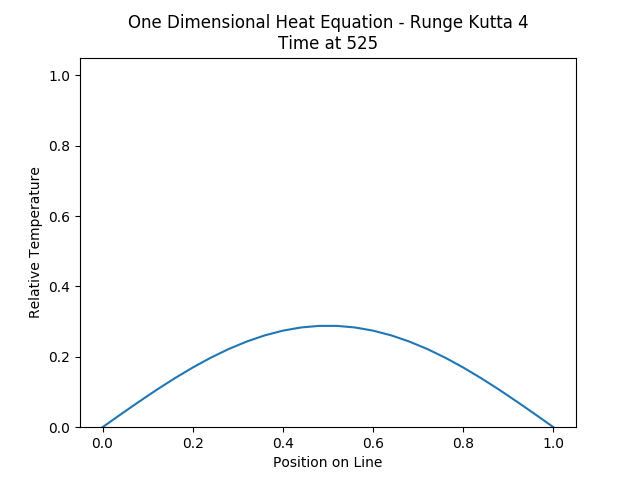 One Dimensional Heat Equation - Runge Kutta 4
Time at 525
1.0
0.8
0.6
0.4
0.2
0.0
Relative Temperature
0.0 0.2 0.4 0.6 0.8 1.0
Position on Line